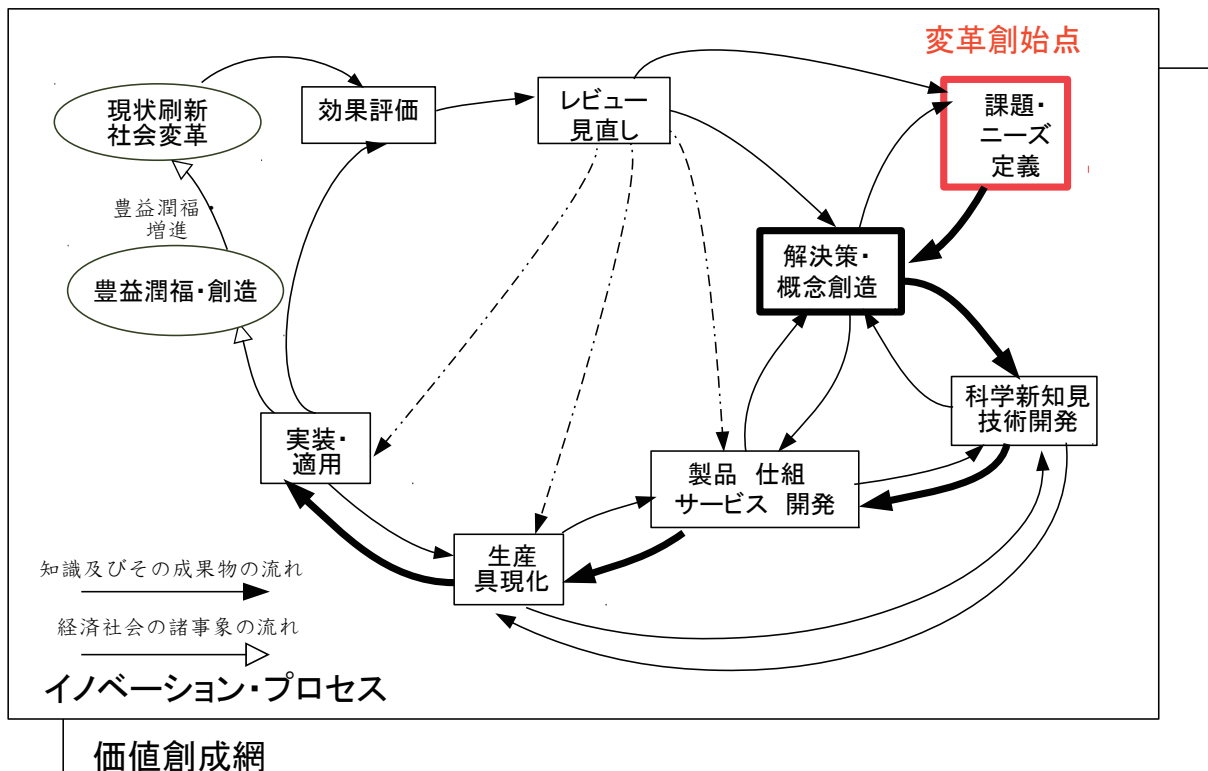 変革創始点
現状刷新
社会変革
効果評価
レビュー
見直し
課題・
ニーズ
定義
豊益潤福・
増進
解決策・
概念創造
豊益潤福・創造
科学新知見
技術開発
実装・
適用
製品 仕組
サービス 開発
生産
具現化
知識及びその成果物の流れ
経済社会の諸事象の流れ
イノベーション・プロセス
価値創成網